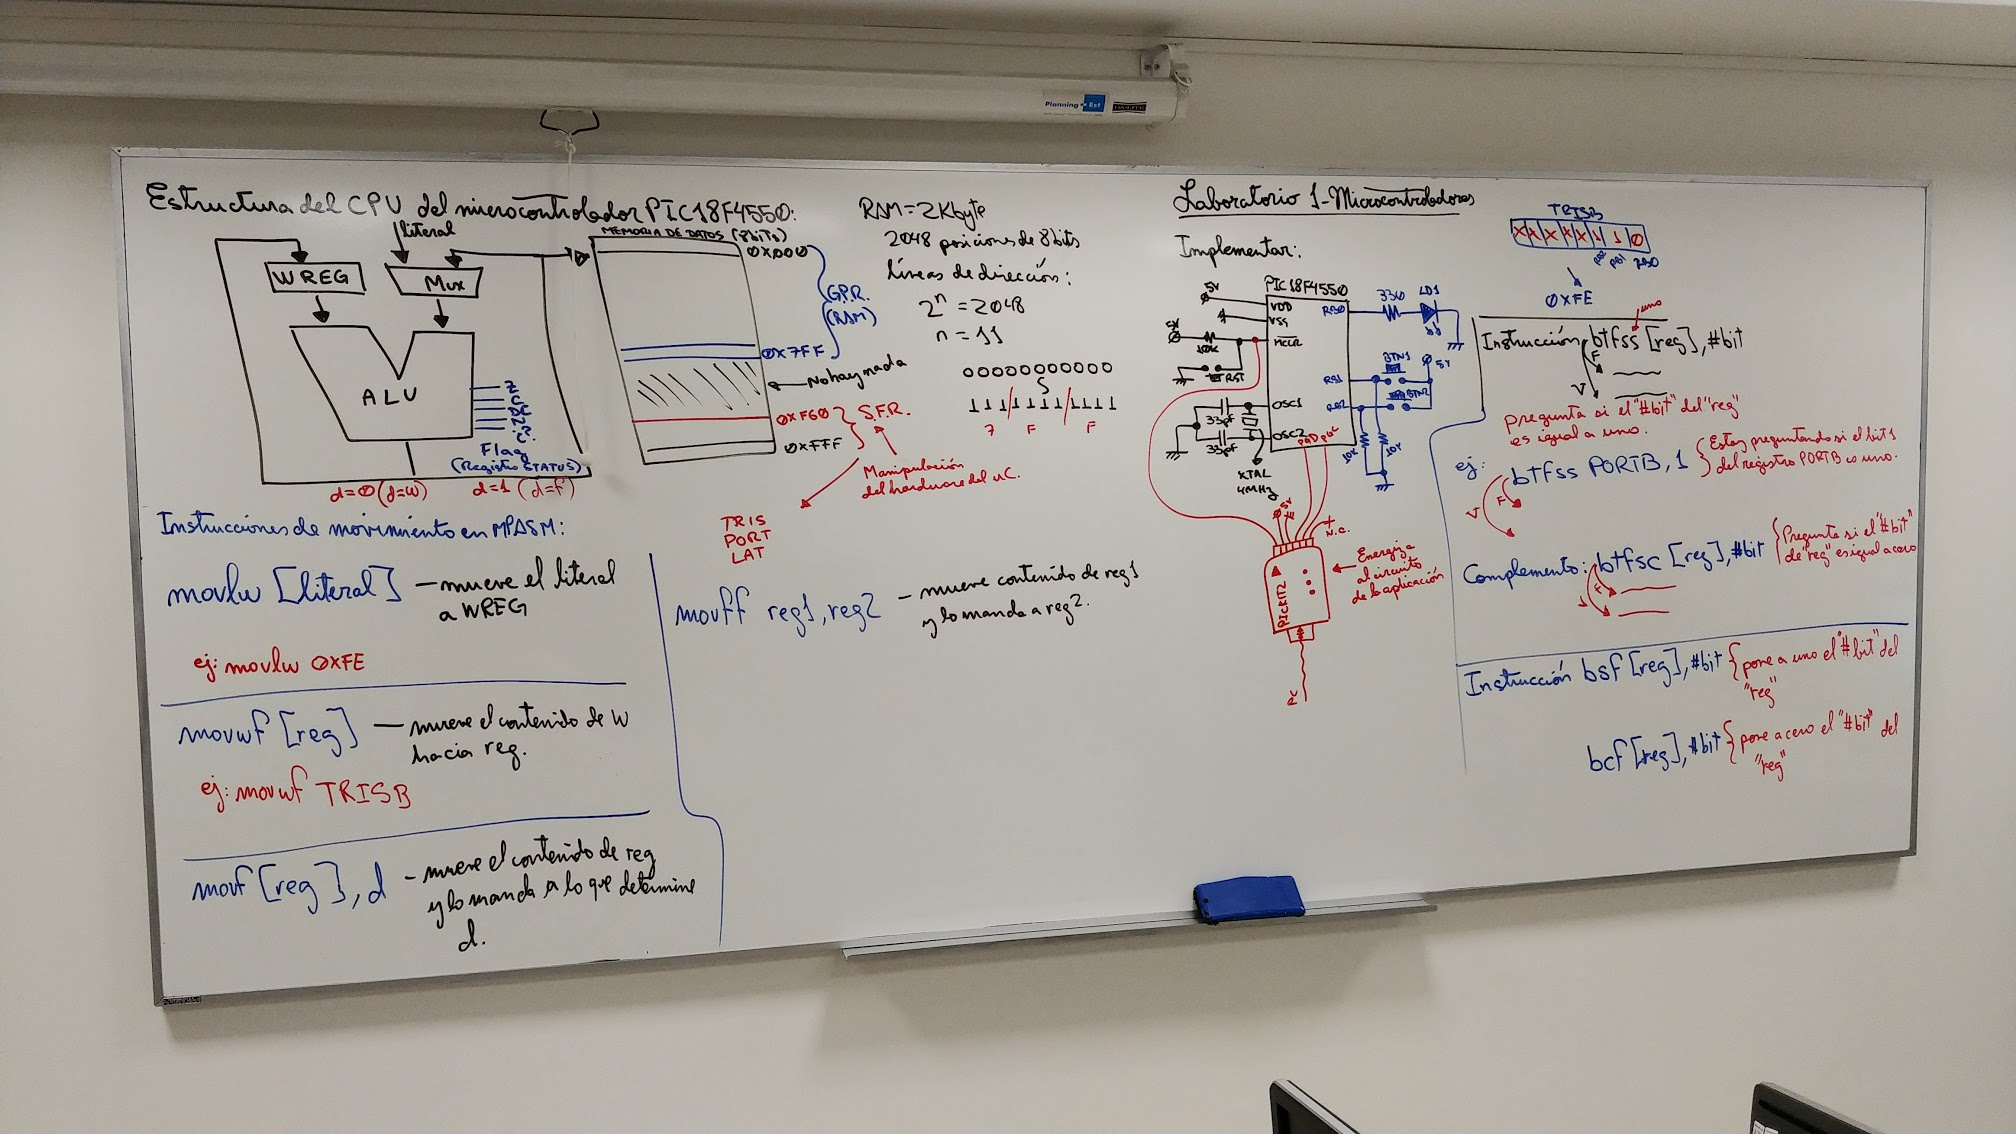 Planning Est
DA-LITE
Estructura del CPU del microcontrolador PIC18F4550:
literal
WREG
Mux
ALU
Z
C
DC
N
Flag
(Registro STATUS)
d=0 (d=w)
d=1 (d=f)
MEMORIA DE DATOS (8bits)
0X000
G.P.R.
(RAM)
0X7FF
No hay nada
0XF60
S.F.R.
0XFFF
Manipulación
del hardware del uC.
TRIS
PORT
LAT
RAM=2Kbyte
2048 posiciones de 8bits
líneas de dirección:
2ⁿ=2048
n=11
00000000000
111/1111/1111
7 F F
Instrucciones de movimiento en MPASM:
movlw [literal] – mueve el literal
a WREG
ej: movlw 0XFE
movwf [reg] – mueve el contenido de W
hacia reg.
ej: movwf TRISB
movf [reg], d – mueve el contenido de reg
y lo manda a lo que determine
d.
movff reg1, reg2 – mueve contenido de reg1
y lo manda a reg2.
Laboratorio 1-Microcontroladores
Implementar:
PIC18F4550
5V
VDD
VSS
5V
10K
MCLR
RST
OSC1
33pf
OSC2
33pf
XTAL
4MHz
RB0
330
LD1
RB1
BTN1
5V
RB2
BTN2
10K
10K
PGD PGC
5V
N.C.
PICKIT2
Energiza
al circuito
de la aplicación
PC
TRISB
XXXXX110
RB2 RB1 RB0
0XFE
uno
Instrucción btfss [reg], #bit
F
V
pregunta si el "#bit" del "reg"
es igual a uno.
ej: btfss PORTB, 1 {Estoy preguntando si el bit1
del registro PORTB es uno.
F
V
Complemento: btfsc [reg], #bit {Pregunta si el "#bit"
de "reg" es igual a cero
F
V
Instrucción bsf [reg], #bit {pone a uno el "#bit" del
"reg"
bcf [reg], #bit {pone a cero el "#bit" del
"reg"